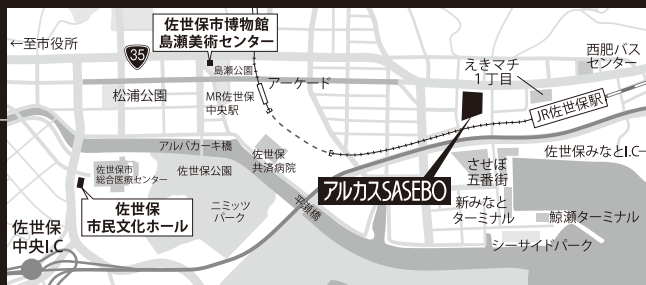 佐世保市博物館
島瀬美術センター
←至市役所
35
島瀬公園
アーケード
えきマチ
1丁目
西肥バス
センター
松浦公園
MR佐世保
中央駅
JR佐世保駅
アルバカーキ橋
佐世保
共済病院
佐世保みなとI.C
佐世保市
総合医療センター
佐世保公園
させぼ
五番街
アルカスSASEBO
佐世保
市民文化ホール
ニミッツ
パーク
平瀬橋
新みなと
ターミナル
鯨瀬ターミナル
佐世保
中央I.C
シーサイドパーク